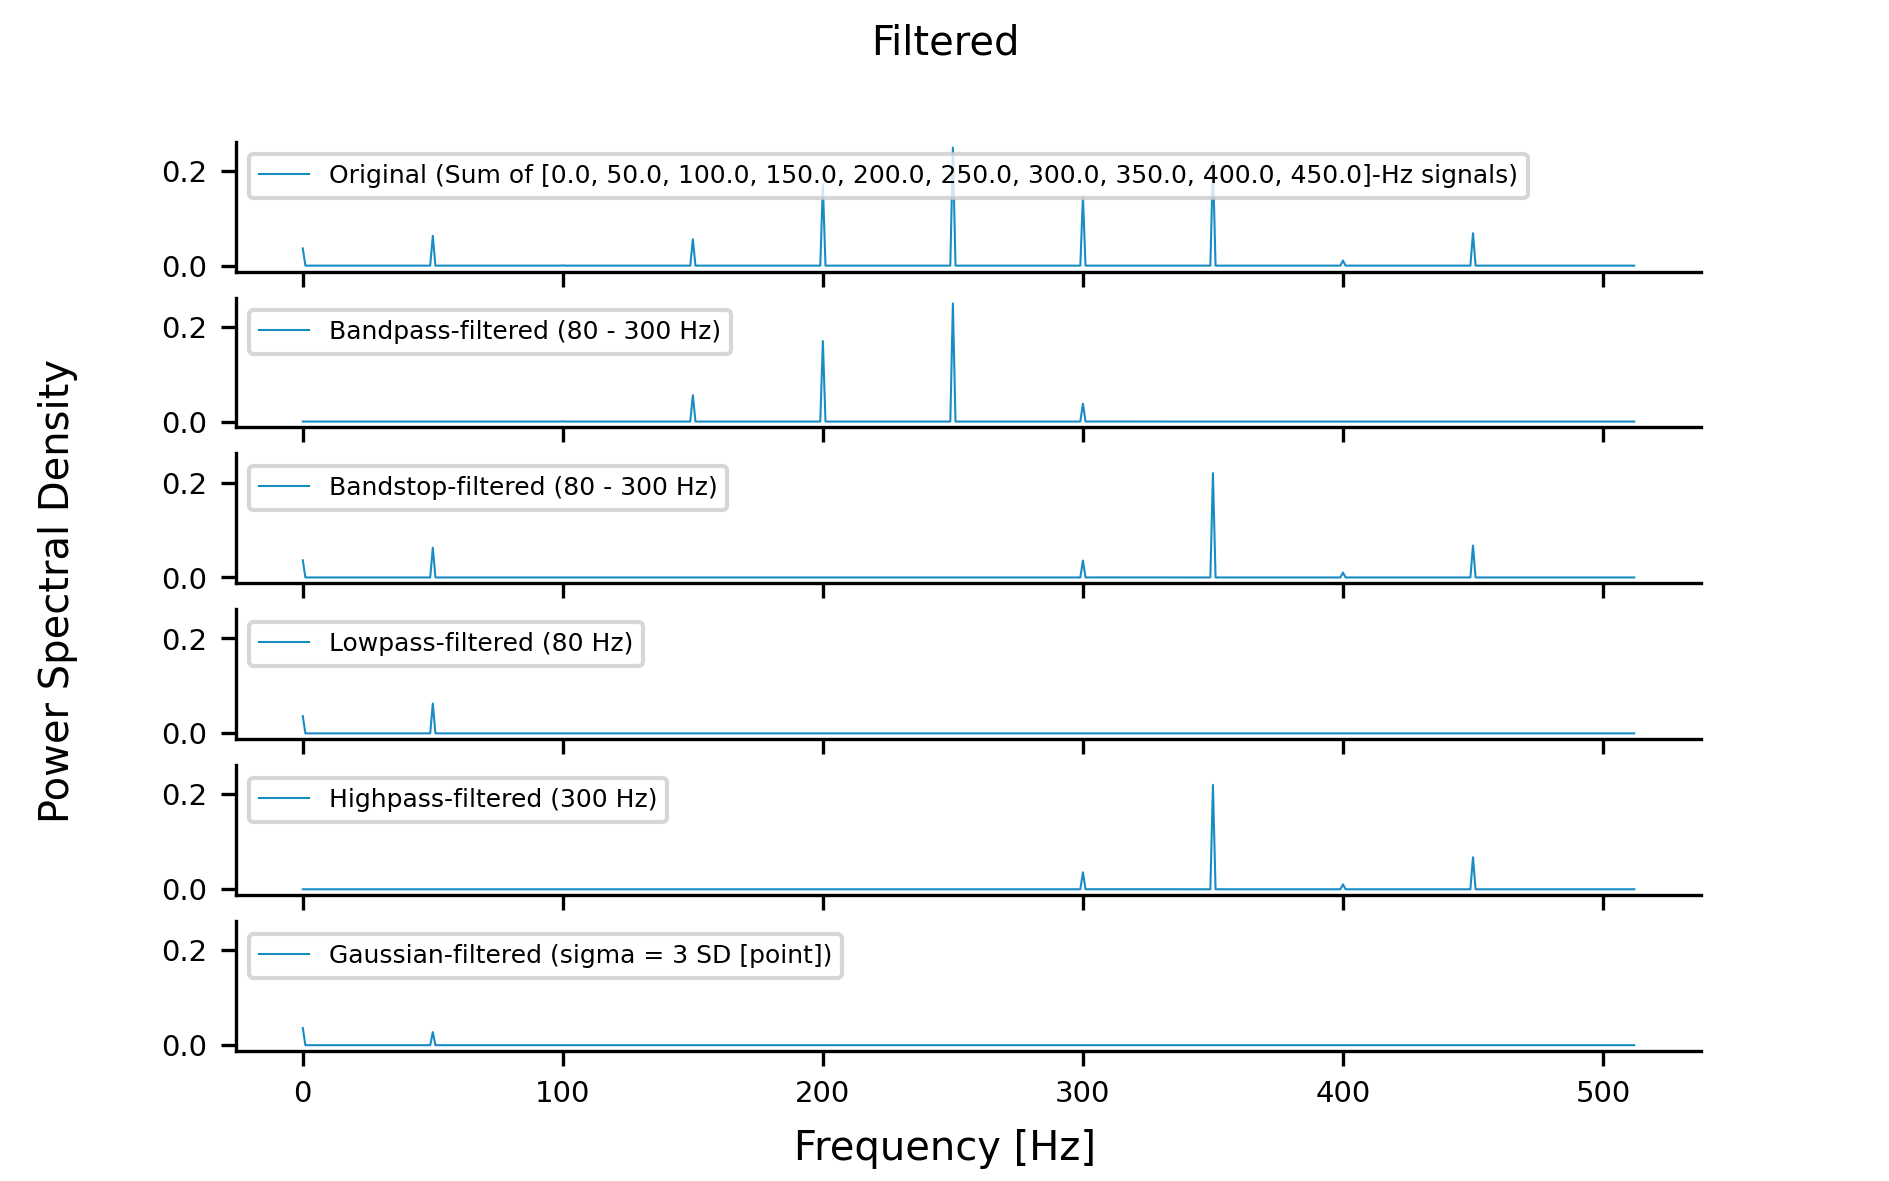 Filtered
Power Spectral Density
0.2
0.0
Original (Sum of [0.0, 50.0, 100.0, 150.0, 200.0, 250.0, 300.0, 350.0, 400.0, 450.0]-Hz signals)
0.2
0.0
Bandpass-filtered (80 - 300 Hz)
0.2
0.0
Bandstop-filtered (80 - 300 Hz)
0.2
0.0
Lowpass-filtered (80 Hz)
0.2
0.0
Highpass-filtered (300 Hz)
0.2
0.0
Gaussian-filtered (sigma = 3 SD [point])
0 100 200 300 400 500
Frequency [Hz]